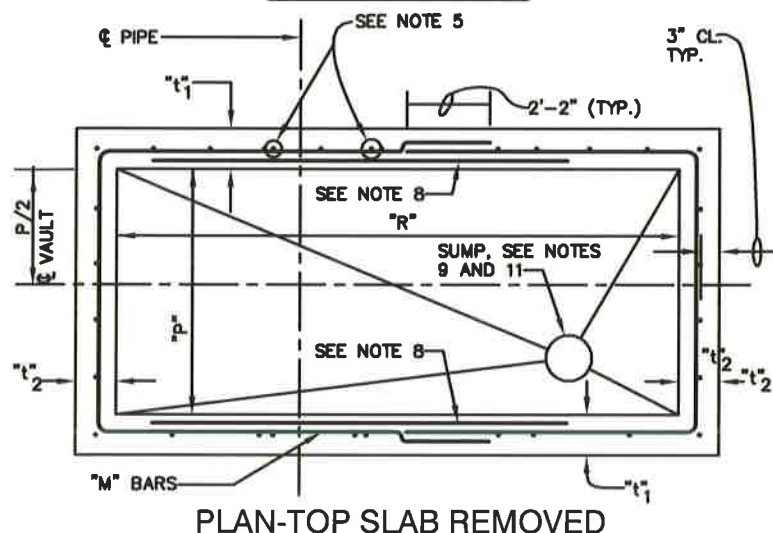 SEE NOTE 5
℄ PIPE
3" CL.
TYP.
"t"1
2'-2" (TYP.)
P/2
℄ VAULT
SEE NOTE 8
"R"
SUMP, SEE NOTES
9 AND 11
"P"
SEE NOTE 8
"t"2
"t"2
"t"2
"M" BARS
"t"1
PLAN-TOP SLAB REMOVED